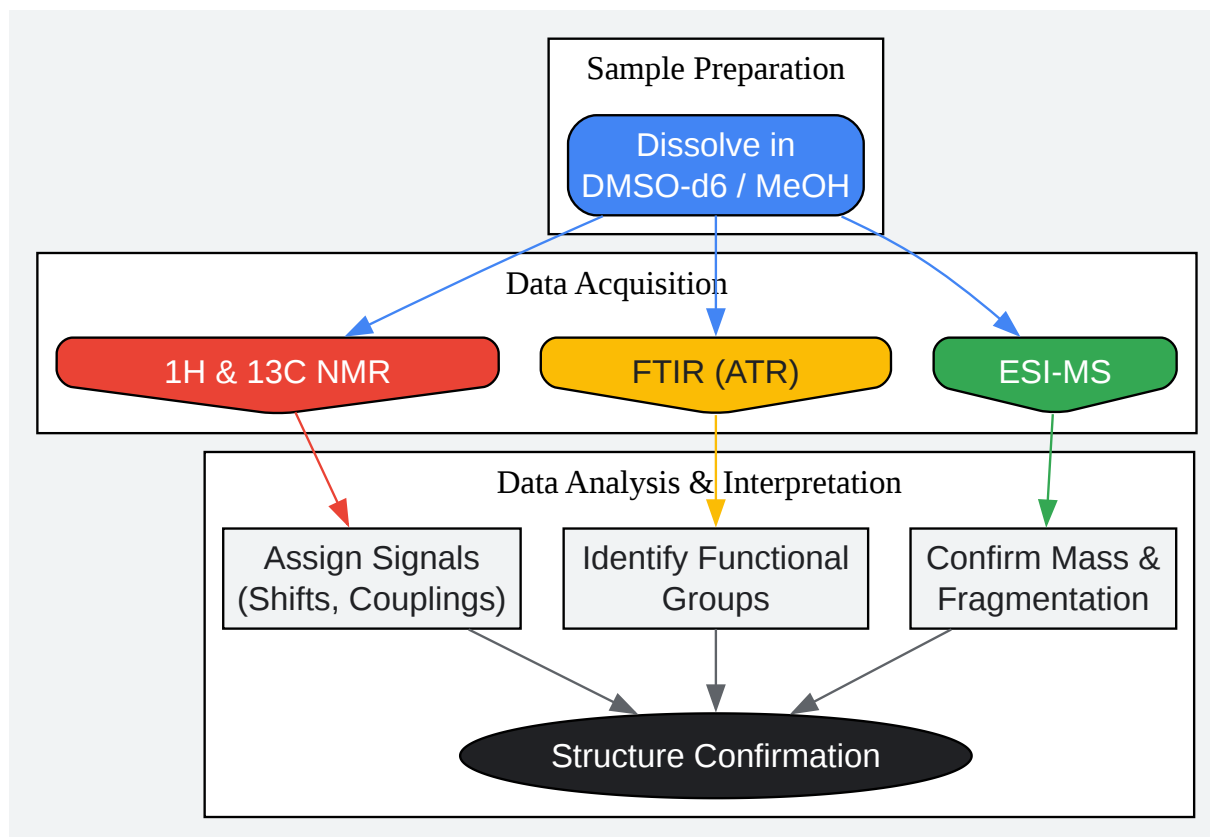 Sample Preparation
Dissolve in
DMSO-d6 / MeOH
Data Acquisition
1H & 13C NMR
FTIR (ATR)
ESI-MS
Data Analysis & Interpretation
Assign Signals
(Shifts, Couplings)
Identify Functional
Groups
Confirm Mass &
Fragmentation
Structure Confirmation